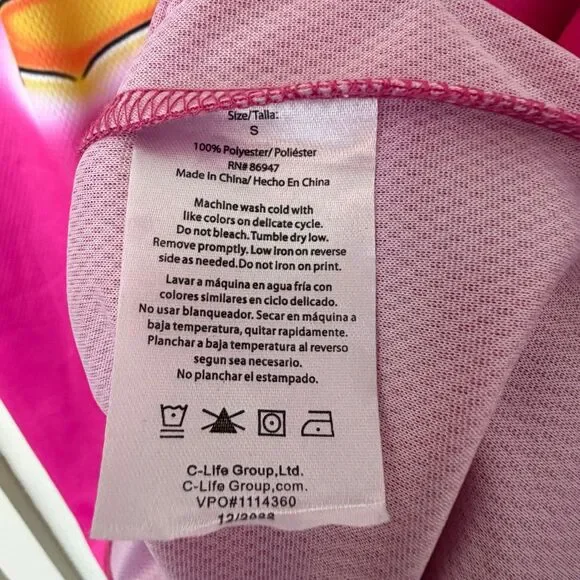 Size/Talla:
S
100% Polyester/ Poliéster
RN# 86947
Made in China/ Hecho En China
Machine wash cold with
like colors on delicate cycle.
Do not bleach. Tumble dry low.
Remove promptly. Low iron on reverse
side as needed.Do not iron on print.
Lavar a máquina en agua fría con
colores similares en ciclo delicado.
No usar blanqueador. Secar en máquina a
baja temperatura, quitar rapidamente.
Planchar a baja temperatura al reverso
segun sea necesario.
No planchar el estampado.
C-Life Group,Ltd.
C-Life Group,com.
VPO#1114360